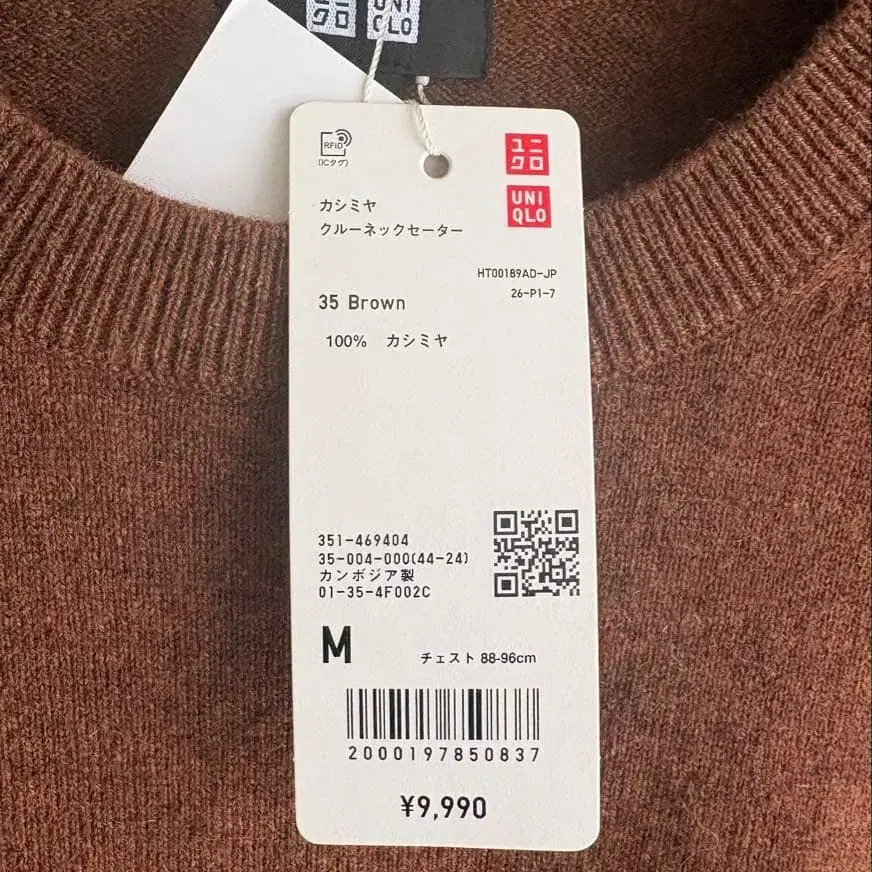 クロ
UNI
QLO
RFID
(ICタグ)
ユニ
クロ
UNI
QLO
カシミヤ
クルーネックセーター
HT00189AD-JP
26-P1-7
35 Brown
100% カシミヤ
351-469404
35-004-000(44-24)
カンボジア製
01-35-4F002C
M
チェスト 88-96cm
2000197850837
¥9,990